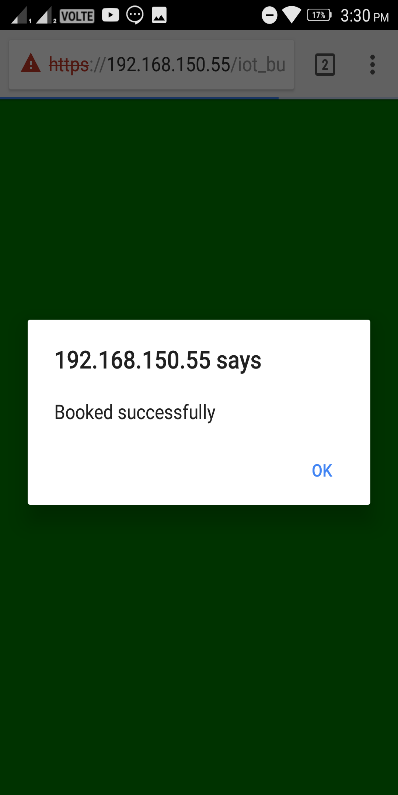 VOLTE 17% 3:30 PM
https://192.168.150.55/iot_bu 2
192.168.150.55 says
Booked successfully
OK